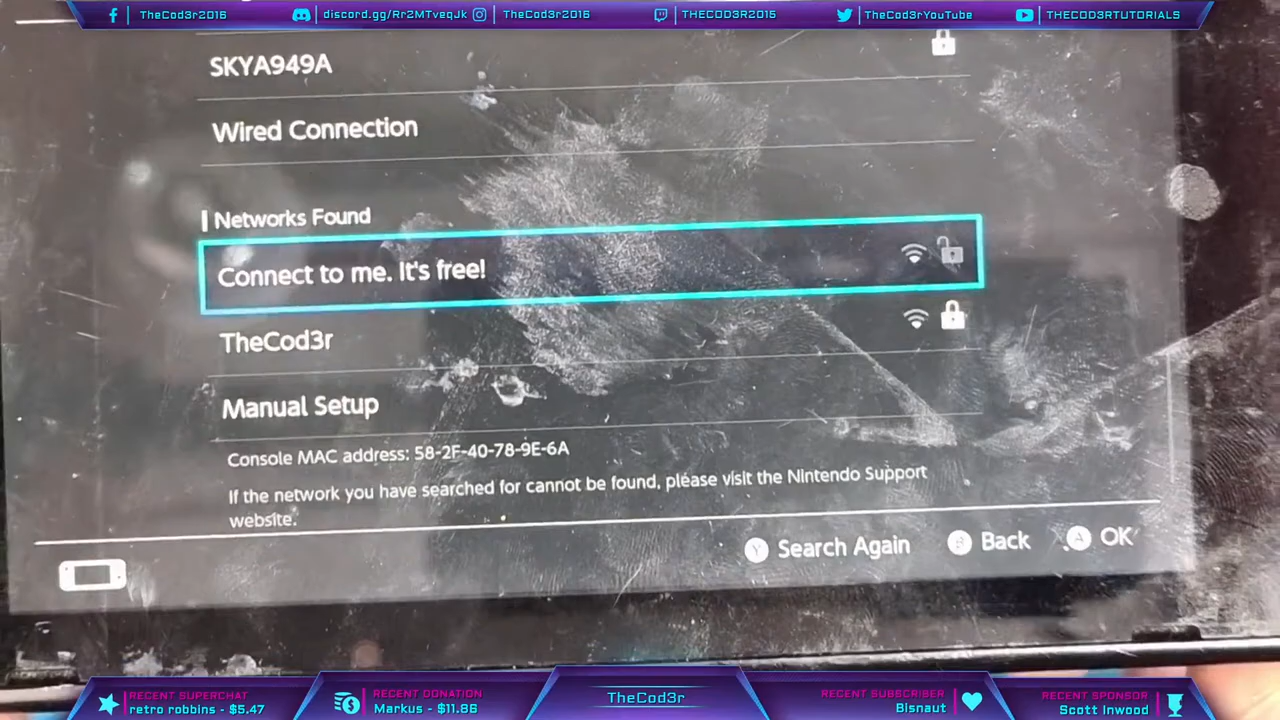 TheCod3r2016
discord.gg/Rr2MTveqJk
TheCod3r2016
THECOD3R2015
TheCod3rYouTube
THECOD3RTUTORIALS
SKYA949A
Wired Connection
Networks Found
Connect to me. It's free!
TheCod3r
Manual Setup
Console MAC address: 58-2F-40-78-9E-6A
If the network you have searched for cannot be found, please visit the Nintendo Support
website.
Y Search Again B Back A OK
RECENT SUPERCHAT
retro robbins - $5.47
RECENT DONATION
Markus - $11.86
TheCod3r
RECENT SUBSCRIBER
Bisnaut
RECENT SPONSOR
Scott Inwood